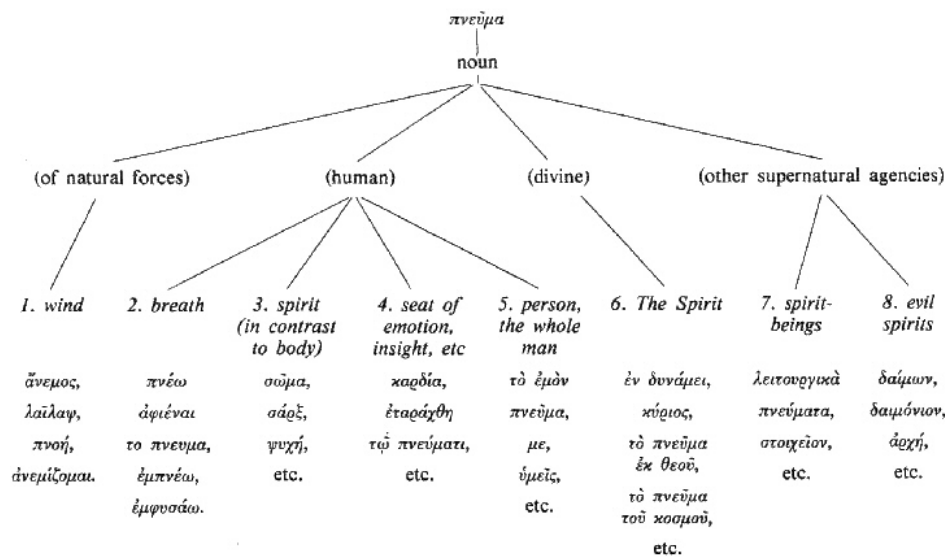 πνεῦμα
noun
(of natural forces)
(human)
(divine)
(other supernatural agencies)
1. wind
ἄνεμος,
λαῖλαψ,
πνοή,
ἀνεμίζομαι.
2. breath
πνέω
ἀφιέναι
το πνευμα,
ἐμπνέω,
ἐμφυσάω.
3. spirit
(in contrast
to body)
σῶμα,
σάρξ,
ψυχή,
etc.
4. seat of
emotion,
insight, etc
καρδία,
ἐταράχθη
τῷ πνεύματι,
etc.
5. person,
the whole
man
τὸ ἐμὸν
πνεῦμα,
με,
ὑμεῖς,
etc.
6. The Spirit
ἐν δυνάμει,
κύριος,
τὸ πνεῦμα
ἐκ θεοῦ,
τὸ πνεῦμα
τοῦ κοσμοῦ,
etc.
7. spirit-
beings
λειτουργικὰ
πνεύματα,
στοιχεῖον,
etc.
8. evil
spirits
δαίμων,
δαιμόνιον,
ἀρχή,
etc.